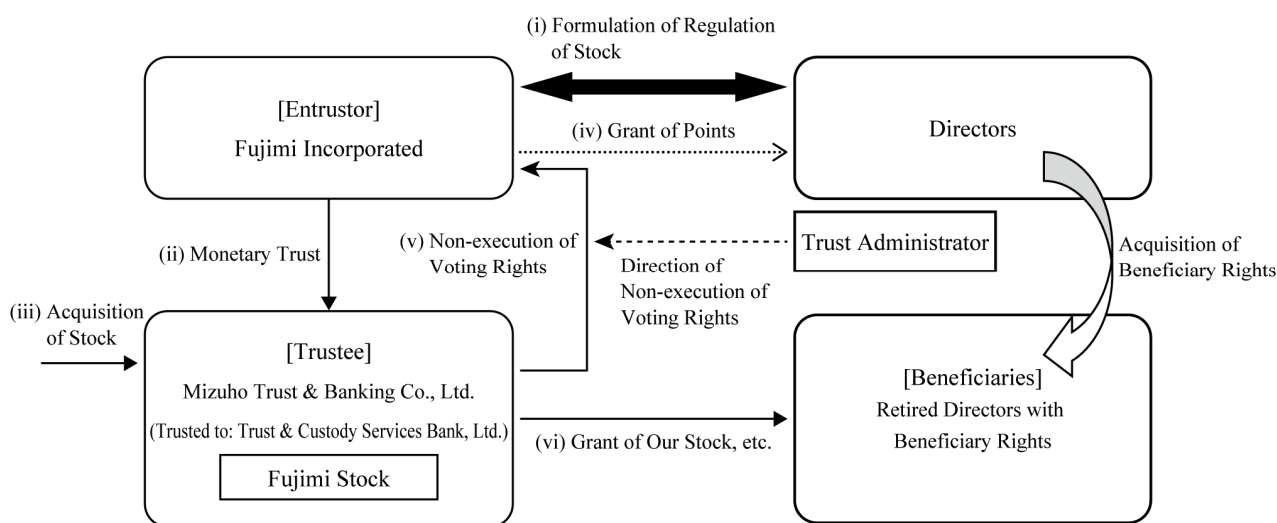 (i) Formulation of Regulation
of Stock
[Entrustor]
Fujimi Incorporated
(iv) Grant of Points
Directors
(ii) Monetary Trust
(v) Non-execution of
Voting Rights
Trust Administrator
Direction of
Non-execution of
Voting Rights
Acquisition of
Beneficiary Rights
(iii) Acquisition
of Stock
[Trustee]
Mizuho Trust & Banking Co., Ltd.
(Trusted to: Trust & Custody Services Bank, Ltd.)
Fujimi Stock
(vi) Grant of Our Stock, etc.
[Beneficiaries]
Retired Directors with
Beneficiary Rights